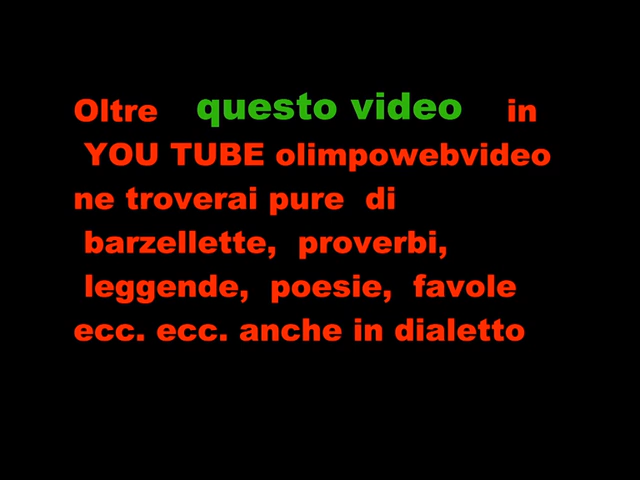 Oltre questo video in
YOU TUBE olimpowebvideo
ne troverai pure di
barzellette, proverbi,
leggende, poesie, favole
ecc. ecc. anche in dialetto